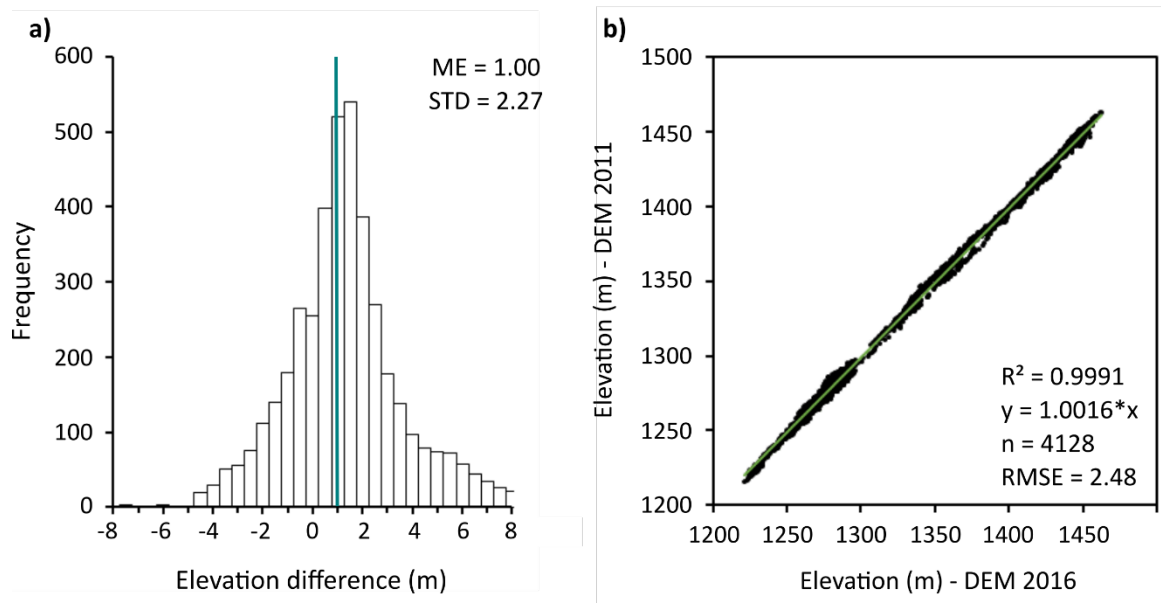 a)
ME = 1.00
STD = 2.27
Frequency
600
500
400
300
200
100
0
-8 -6 -4 -2 0 2 4 6 8
Elevation difference (m)
b)
Elevation (m) - DEM 2011
1500
1450
1400
1350
1300
1250
1200
R² = 0.9991
y = 1.0016*x
n = 4128
RMSE = 2.48
1200 1250 1300 1350 1400 1450
Elevation (m) - DEM 2016